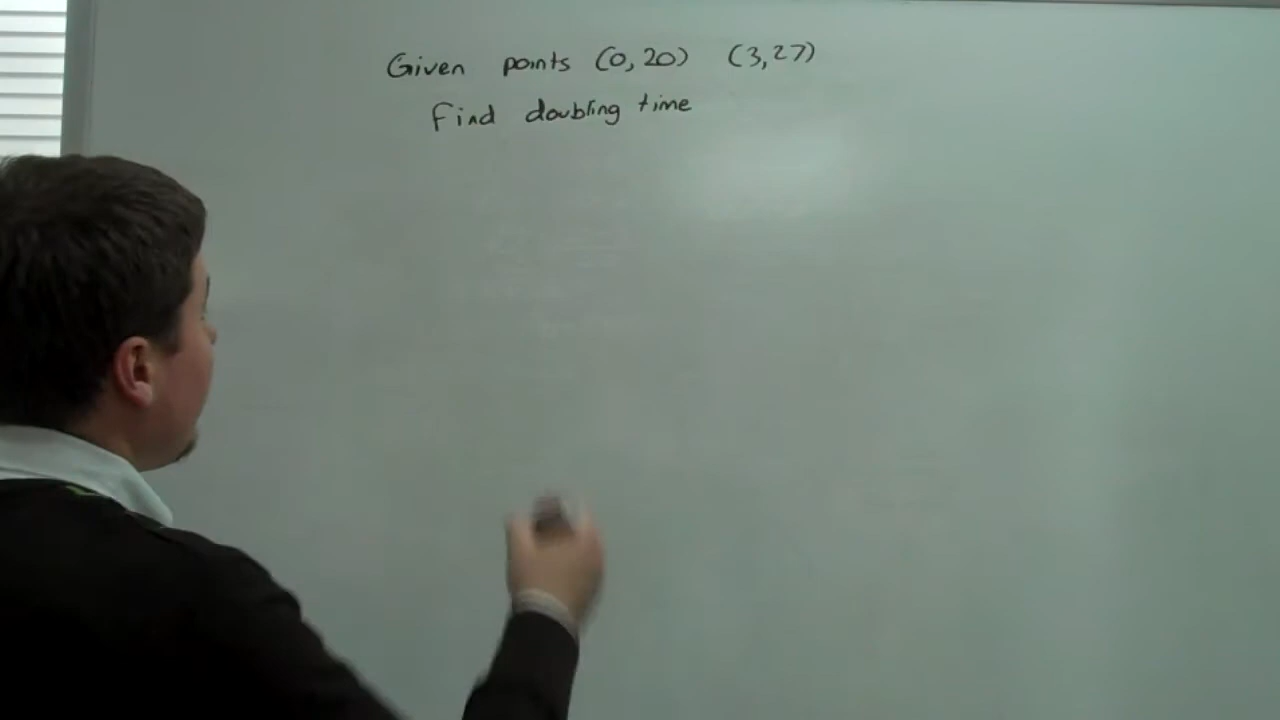 Given points (0,20) (3,27)
Find doubling time